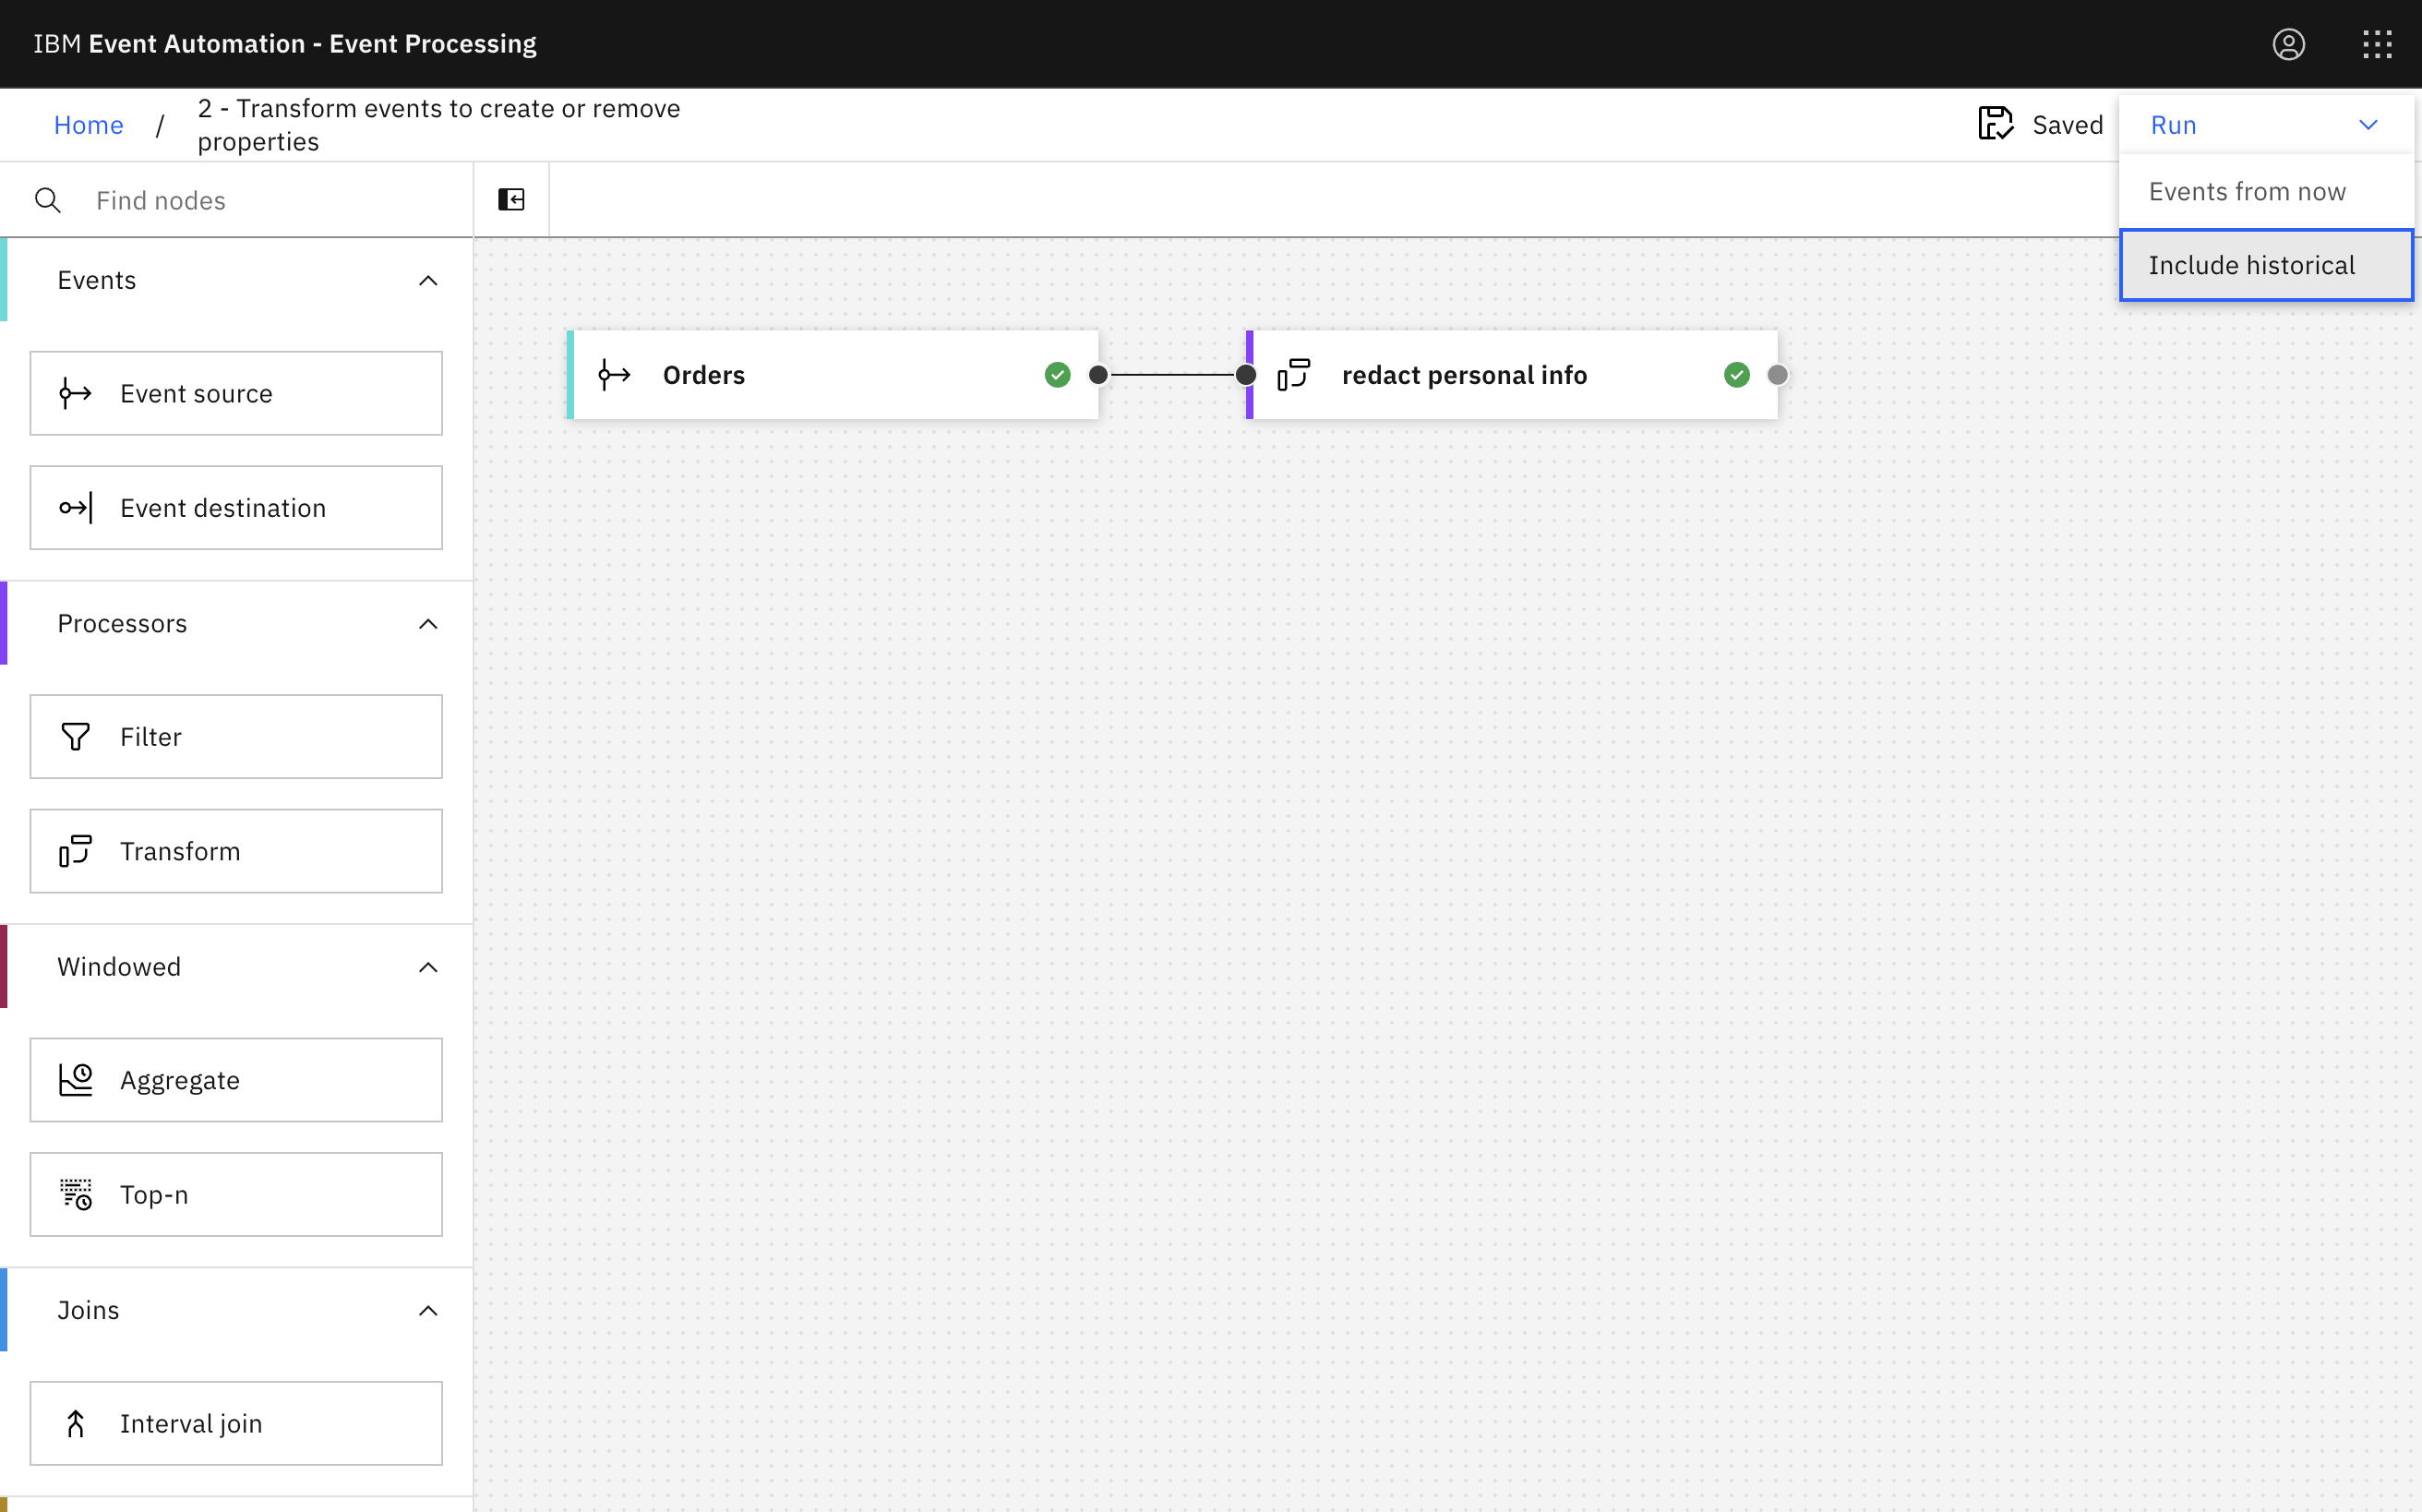 IBM Event Automation - Event Processing
Home / 2 - Transform events to create or remove
properties
Saved
Run
Events from now
Include historical
Find nodes
Events
Event source
Event destination
Processors
Filter
Transform
Windowed
Aggregate
Top-n
Joins
Interval join
Orders
redact personal info